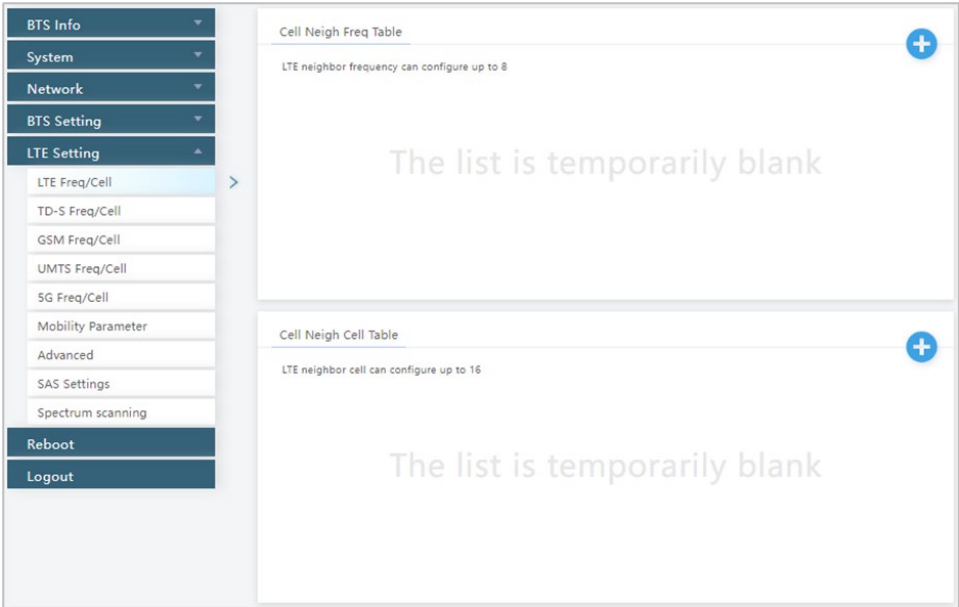 BTS Info
System
Network
BTS Setting
LTE Setting
LTE Freq/Cell
TD-S Freq/Cell
GSM Freq/Cell
UMTS Freq/Cell
5G Freq/Cell
Mobility Parameter
Advanced
SAS Settings
Spectrum scanning
Reboot
Logout
Cell Neigh Freq Table
LTE neighbor frequency can configure up to 8
The list is temporarily blank
Cell Neigh Cell Table
LTE neighbor cell can configure up to 16
The list is temporarily blank